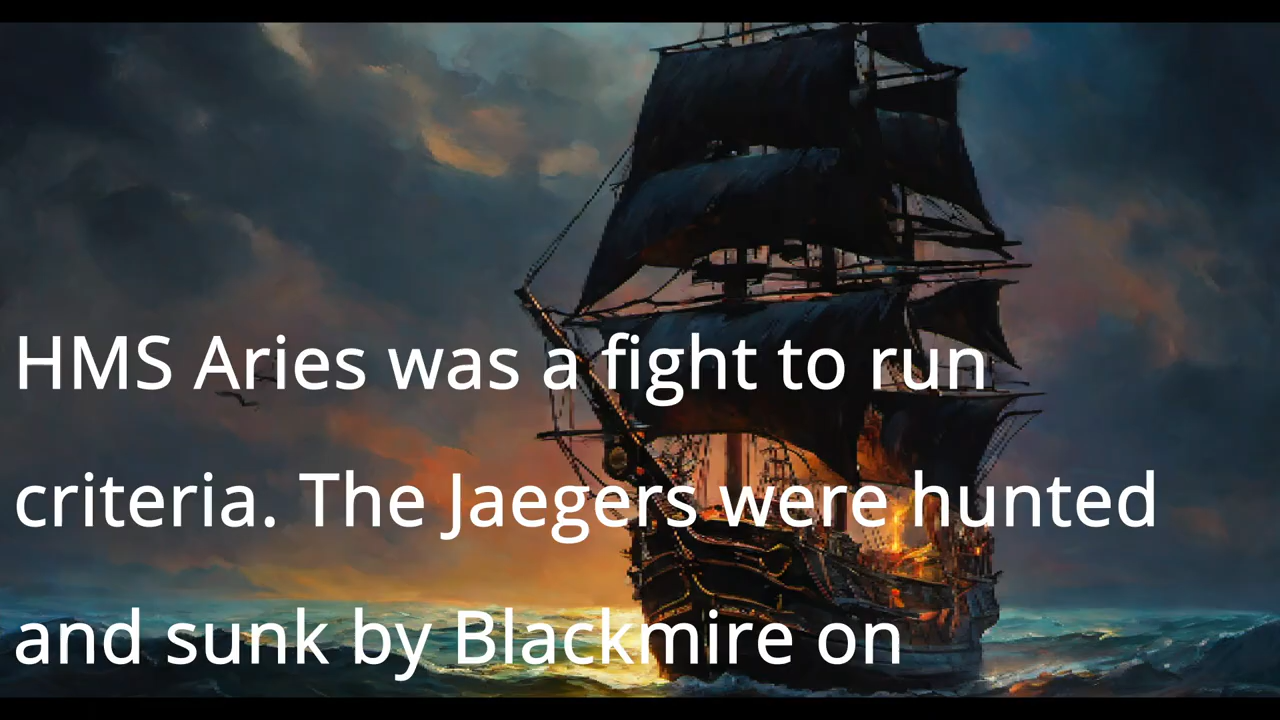 HMS Aries was a fight to run
criteria. The Jaegers were hunted
and sunk by Blackmire on